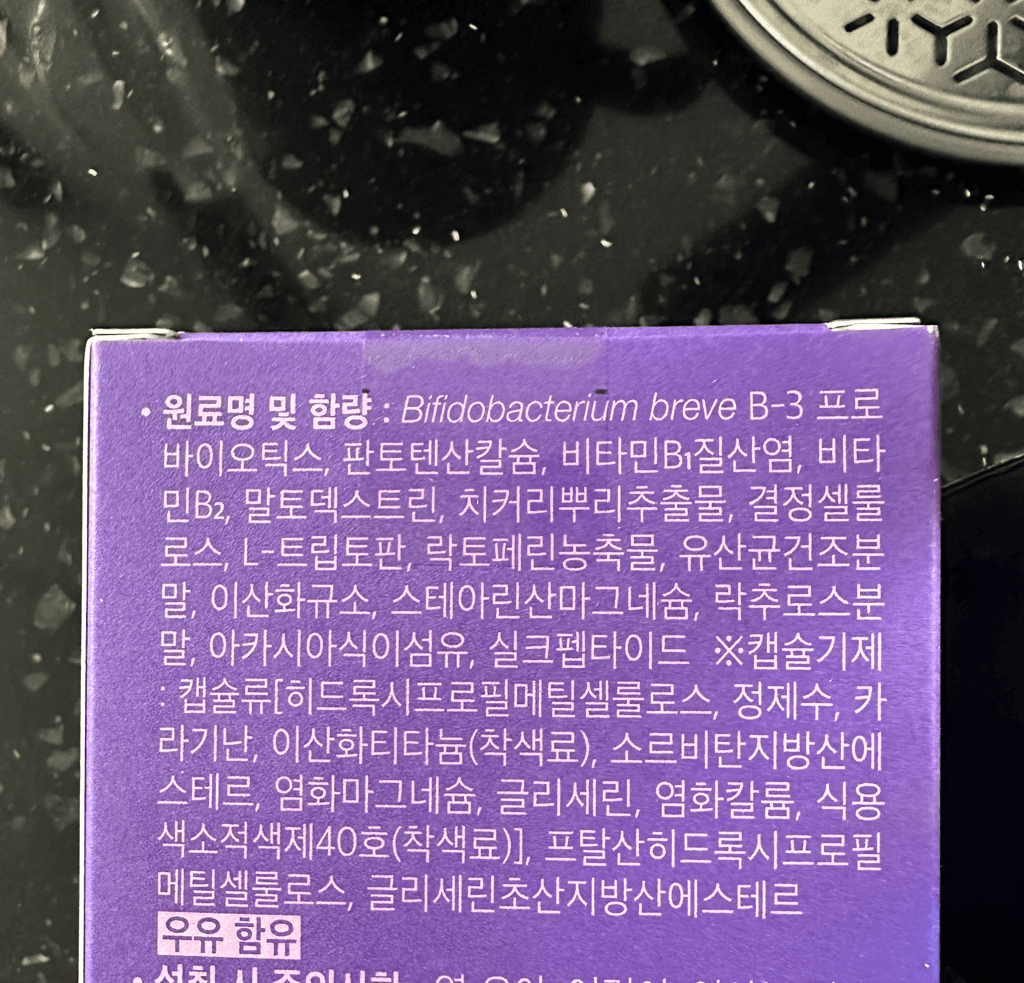 • 원료명 및 함량 : Bifidobacterium breve B-3 프로
바이오틱스, 판토텐산칼슘, 비타민B₁질산염, 비타
민B₂, 말토덱스트린, 치커리뿌리추출물, 결정셀룰
로스, L-트립토판, 락토페린농축물, 유산균건조분
말, 이산화규소, 스테아린산마그네슘, 락추로스분
말, 아카시아식이섬유, 실크펩타이드 ※캡슐기제
: 캡슐류[히드록시프로필메틸셀룰로스, 정제수, 카
라기난, 이산화티타늄(착색료), 소르비탄지방산에
스테르, 염화마그네슘, 글리세린, 염화칼륨, 식용
색소적색제40호(착색료)], 프탈산히드록시프로필
메틸셀룰로스, 글리세린초산지방산에스테르
우유 함유
• 섭취 시 주의사항 :